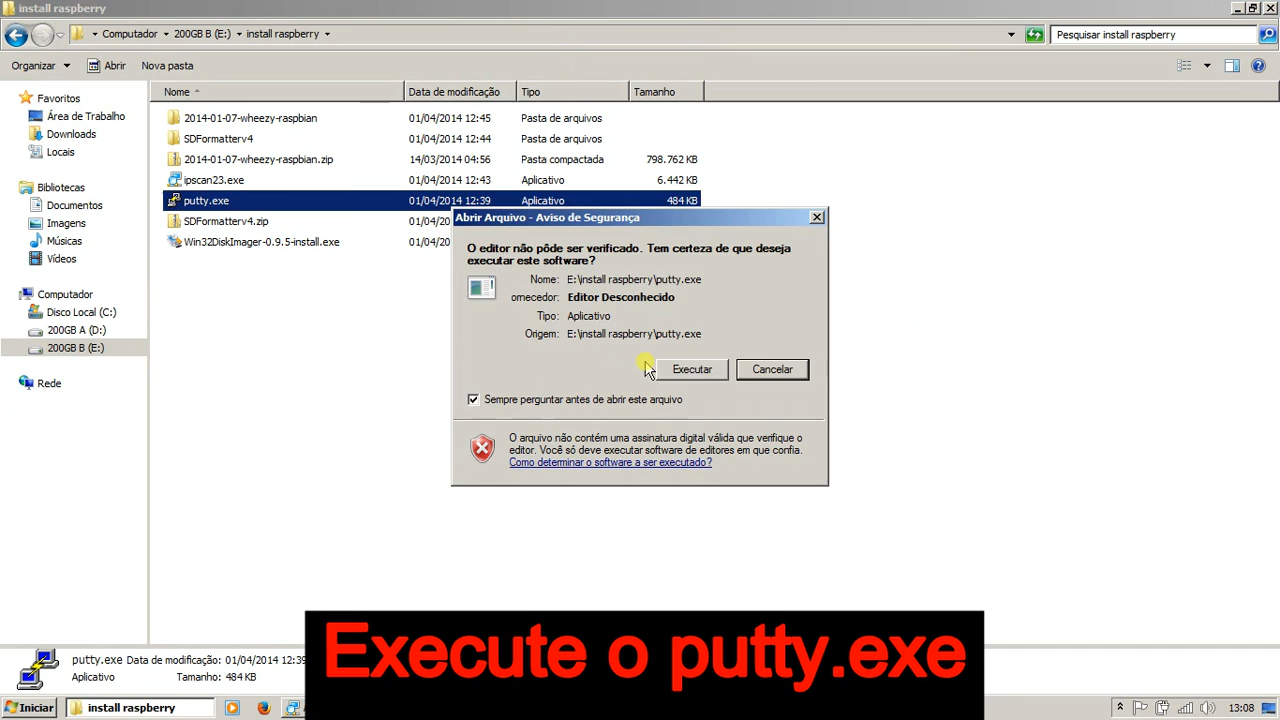 install raspberry
Computador 200GB B (E:) install raspberry
Pesquisar install raspberry
Organizar Abrir Nova pasta
Nome Data de modificação Tipo Tamanho
Favoritos
Área de Trabalho
Downloads
Locais
Bibliotecas
Documentos
Imagens
Músicas
Vídeos
Computador
Disco Local (C:)
200GB A (D:)
200GB B (E:)
Rede
2014-01-07-wheezy-raspbian 01/04/2014 12:45 Pasta de arquivos
SDFormatterv4 01/04/2014 12:44 Pasta de arquivos
2014-01-07-wheezy-raspbian.zip 14/03/2014 04:56 Pasta compactada 798.762 KB
ipscan23.exe 01/04/2014 12:43 Aplicativo 6.442 KB
putty.exe 01/04/2014 12:39 Aplicativo 484 KB
SDFormatterv4.zip 01/04/20
Win32DiskImager-0.9.5-install.exe 01/04/20
Abrir Arquivo - Aviso de Segurança
O editor não pôde ser verificado. Tem certeza de que deseja
executar este software?
Nome: E:\install raspberry\putty.exe
ornecedor: Editor Desconhecido
Tipo: Aplicativo
Origem: E:\install raspberry\putty.exe
Executar Cancelar
Sempre perguntar antes de abrir este arquivo
O arquivo não contém uma assinatura digital válida que verifique o
editor. Você só deve executar software de editores em que confia.
Como determinar o software a ser executado?
Execute o putty.exe
putty.exe Data de modificação: 01/04/2014 12:39
Aplicativo Tamanho: 484 KB
Iniciar install raspberry 13:08